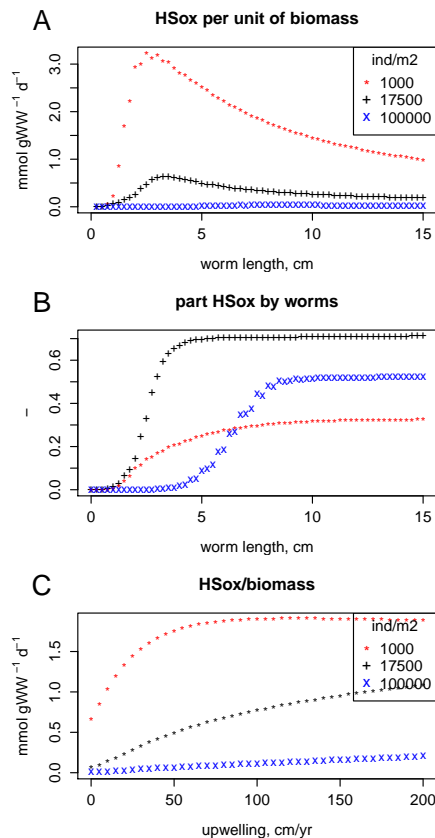 A
HSox per unit of biomass
mmol gWW⁻¹ d⁻¹
0.0 1.0 2.0 3.0
ind/m2
* 1000
+ 17500
x 100000
0 5 10 15
worm length, cm
B
part HSox by worms
–
0.0 0.2 0.4 0.6
0 5 10 15
worm length, cm
C
HSox/biomass
mmol gWW⁻¹ d⁻¹
0.0 0.5 1.0 1.5
ind/m2
* 1000
+ 17500
x 100000
0 50 100 150 200
upwelling, cm/yr